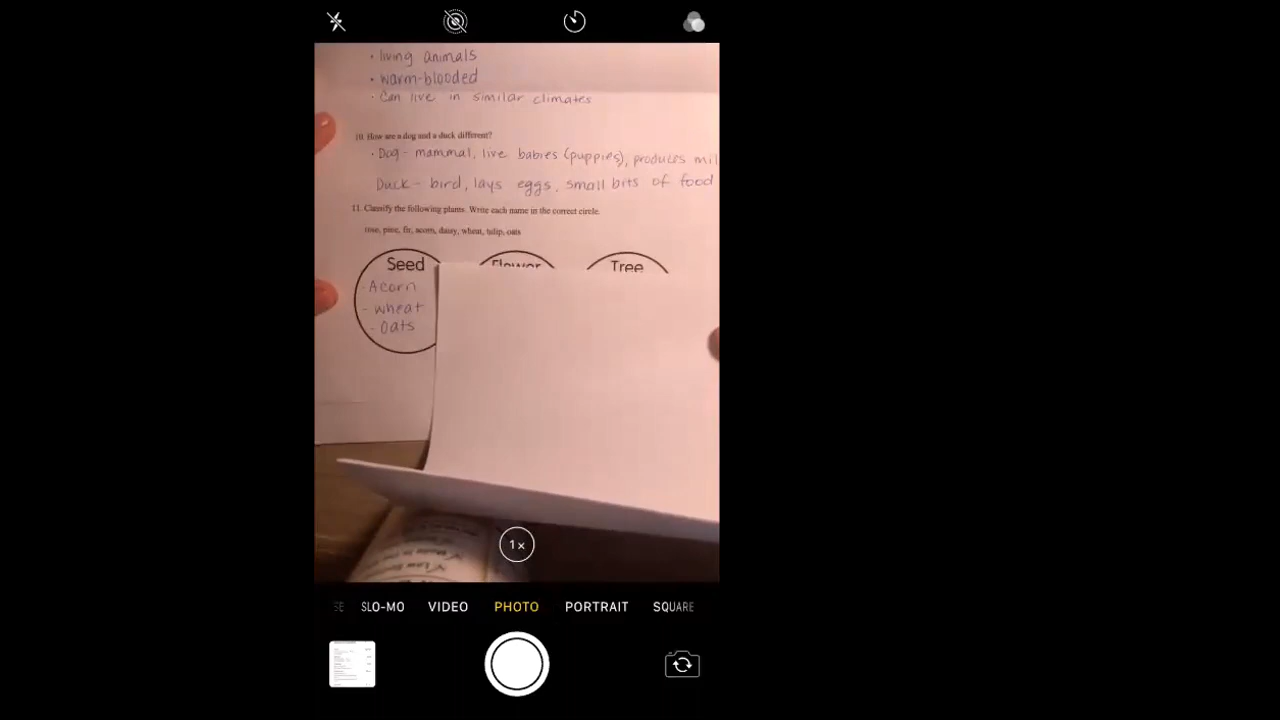 · living animals
· warm-blooded
· Can live in similar climates
10. How are a dog and a duck different?
· Dog - mammal, live babies (puppies), produces mil
Duck - bird, lays eggs, small bits of food
11. Classify the following plants. Write each name in the correct circle.
rose, pine, fir, acorn, daisy, wheat, tulip, oats
Seed Flower Tree
- Acorn
- wheat
- Oats
1x
SLO-MO VIDEO PHOTO PORTRAIT SQUARE